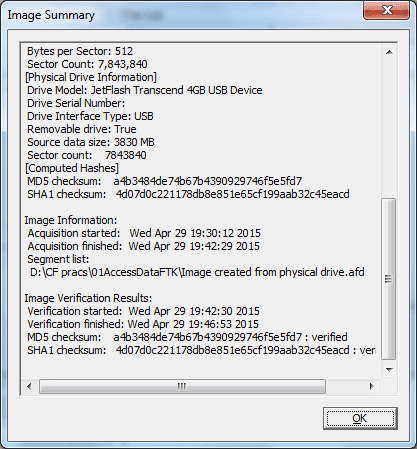 Image Summary
Bytes per Sector: 512
Sector Count: 7,843,840
[Physical Drive Information]
Drive Model: JetFlash Transcend 4GB USB Device
Drive Serial Number:
Drive Interface Type: USB
Removable drive: True
Source data size: 3830 MB
Sector count: 7843840
[Computed Hashes]
MD5 checksum: a4b3484de74b67b4390929746f5e5fd7
SHA1 checksum: 4d07d0c221178db8e851e65cf199aab32c45eacd
Image Information:
Acquisition started: Wed Apr 29 19:30:12 2015
Acquisition finished: Wed Apr 29 19:42:29 2015
Segment list:
D:\CF pracs\01AccessDataFTK\Image created from physical drive.afd
Image Verification Results:
Verification started: Wed Apr 29 19:42:30 2015
Verification finished: Wed Apr 29 19:46:53 2015
MD5 checksum: a4b3484de74b67b4390929746f5e5fd7 : verified
SHA1 checksum: 4d07d0c221178db8e851e65cf199aab32c45eacd : veri
OK